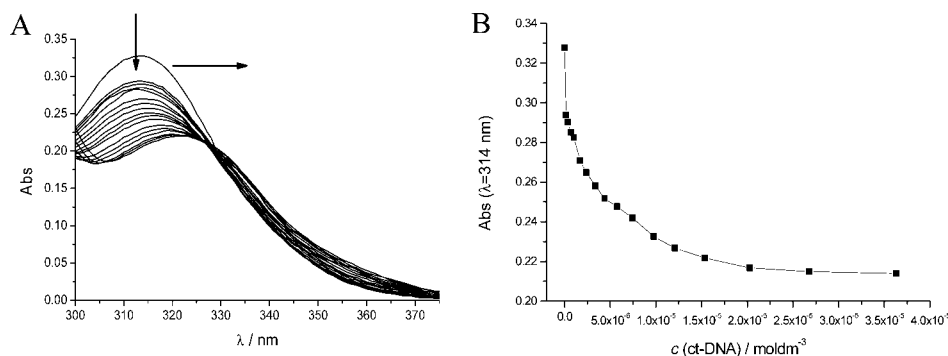 A
0.35
0.30
0.25
0.20
0.15
0.10
0.05
0.00
Abs
300 310 320 330 340 350 360 370
λ / nm
B
0.34
0.32
0.30
0.28
0.26
0.24
0.22
0.20
Abs (λ=314 nm)
0.0 5.0x10⁻⁶ 1.0x10⁻⁵ 1.5x10⁻⁵ 2.0x10⁻⁵ 2.5x10⁻⁵ 3.0x10⁻⁵ 3.5x10⁻⁵ 4.0x10⁻⁵
c (ct-DNA) / moldm⁻³